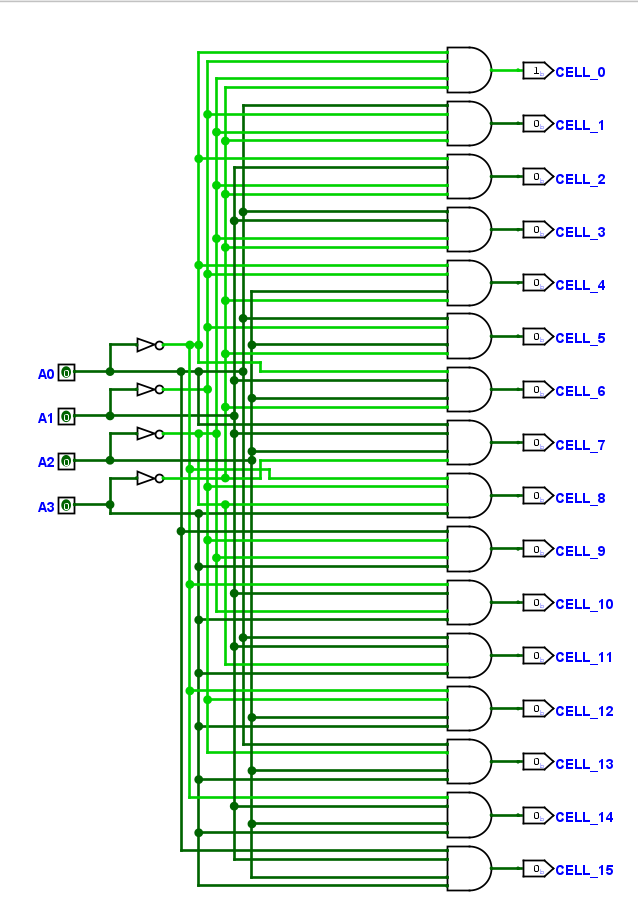 1 CELL_0
0 CELL_1
0 CELL_2
0 CELL_3
0 CELL_4
0 CELL_5
A0 0
0 CELL_6
A1 0
0 CELL_7
A2 0
0 CELL_8
A3 0
0 CELL_9
0 CELL_10
0 CELL_11
0 CELL_12
0 CELL_13
0 CELL_14
0 CELL_15